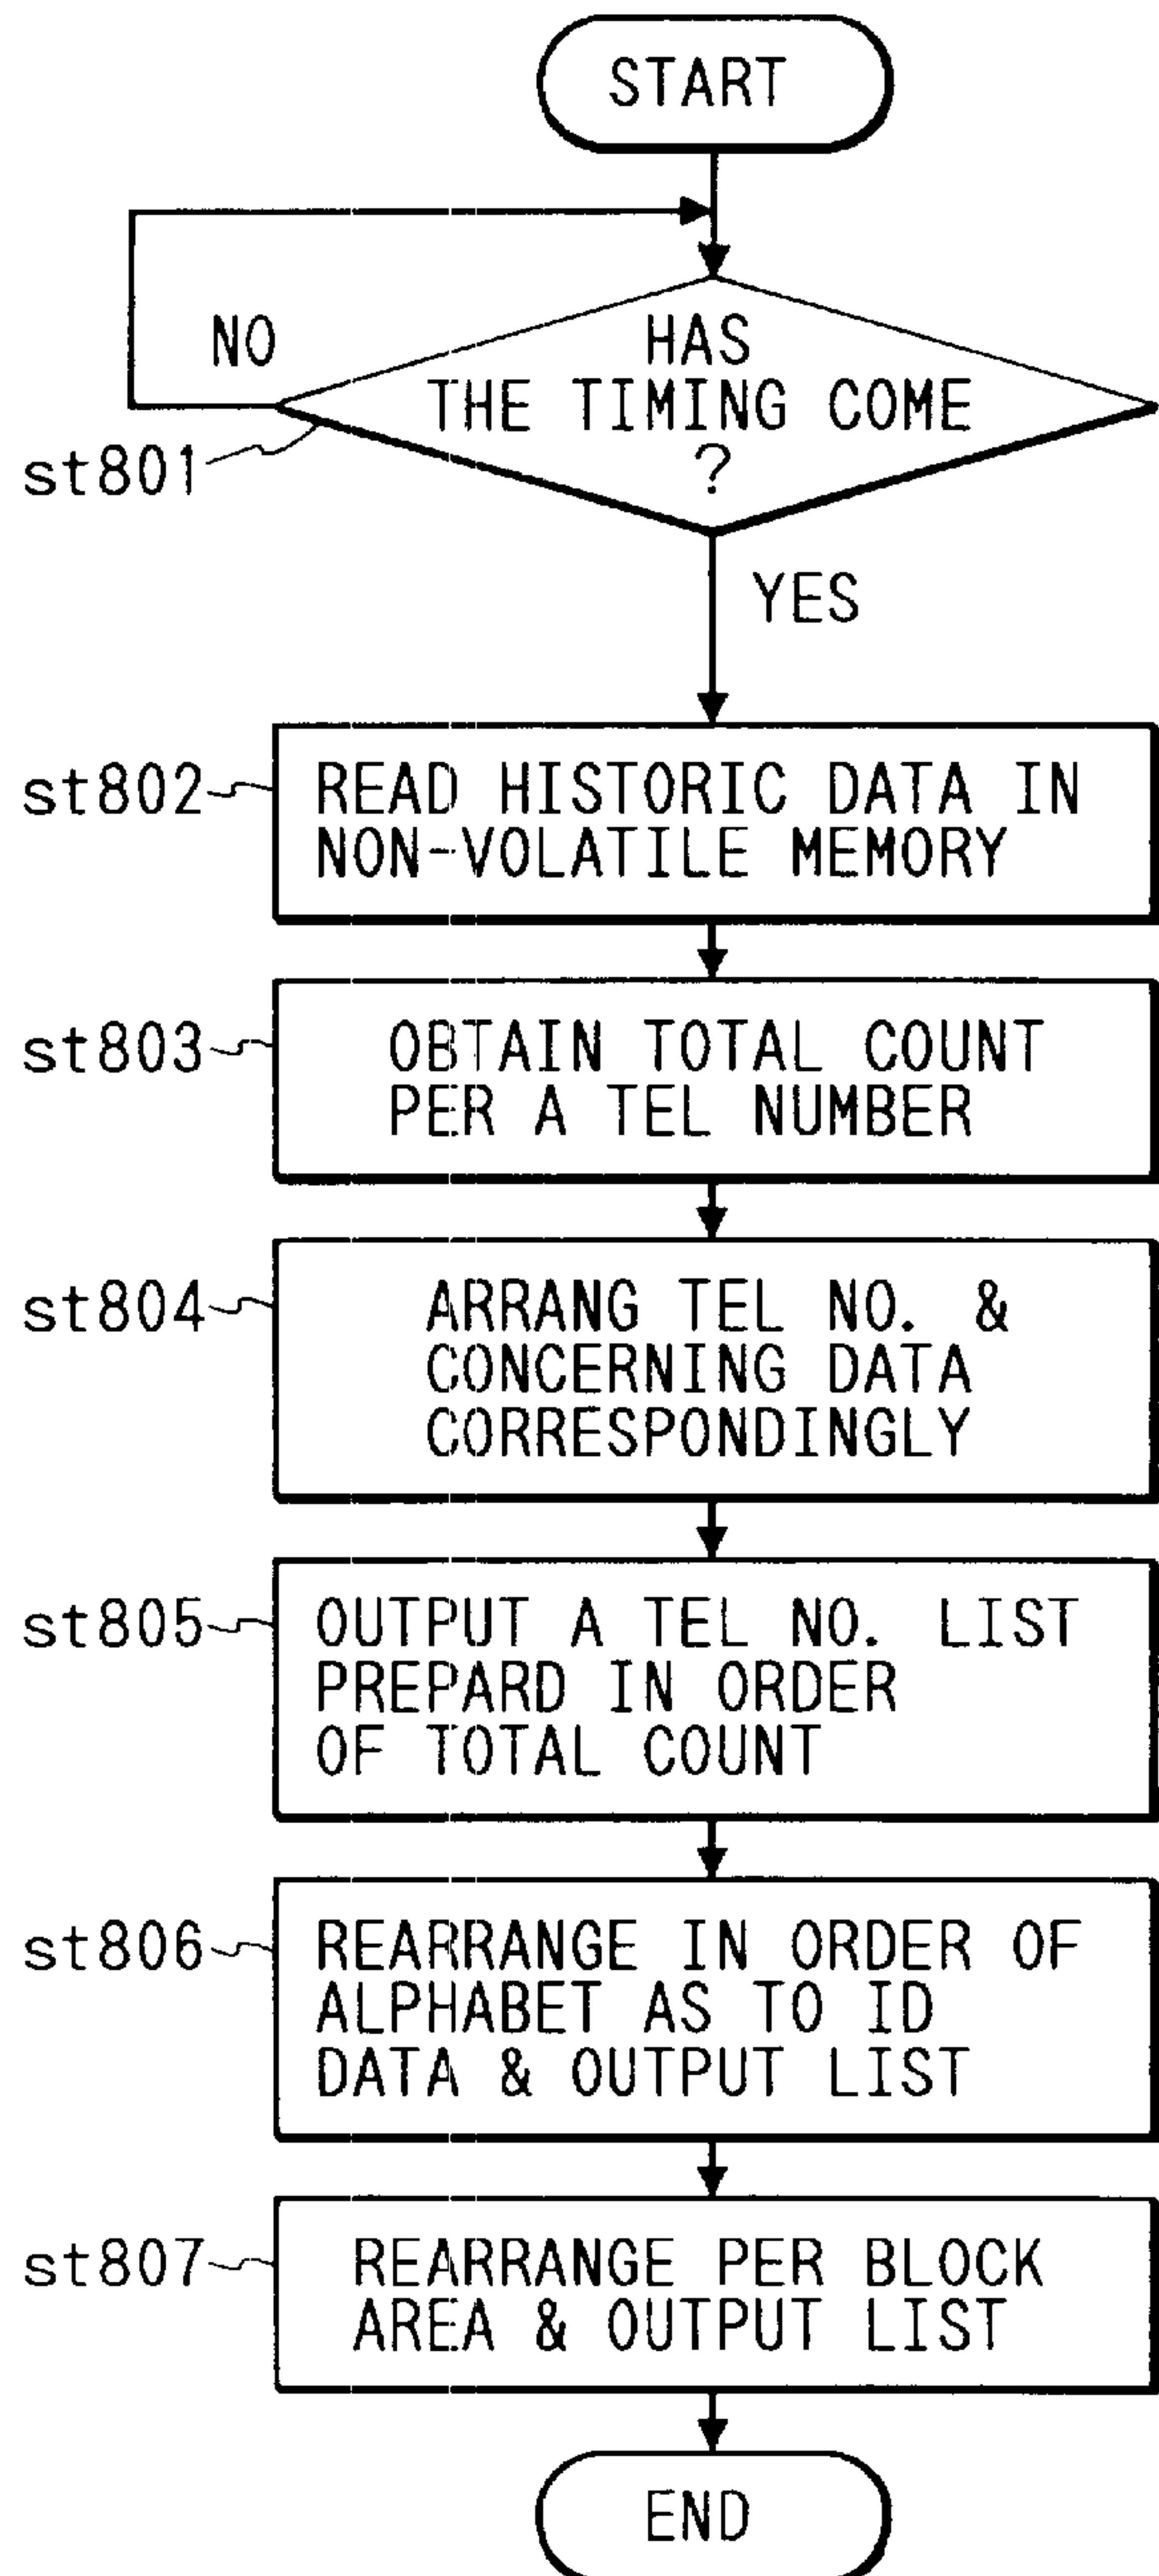 START
NO
HAS
THE TIMING COME
?
st801
YES
st802
READ HISTORIC DATA IN
NON-VOLATILE MEMORY
st803
OBTAIN TOTAL COUNT
PER A TEL NUMBER
st804
ARRANG TEL NO. &
CONCERNING DATA
CORRESPONDINGLY
st805
OUTPUT A TEL NO. LIST
PREPARD IN ORDER
OF TOTAL COUNT
st806
REARRANGE IN ORDER OF
ALPHABET AS TO ID
DATA & OUTPUT LIST
st807
REARRANGE PER BLOCK
AREA & OUTPUT LIST
END